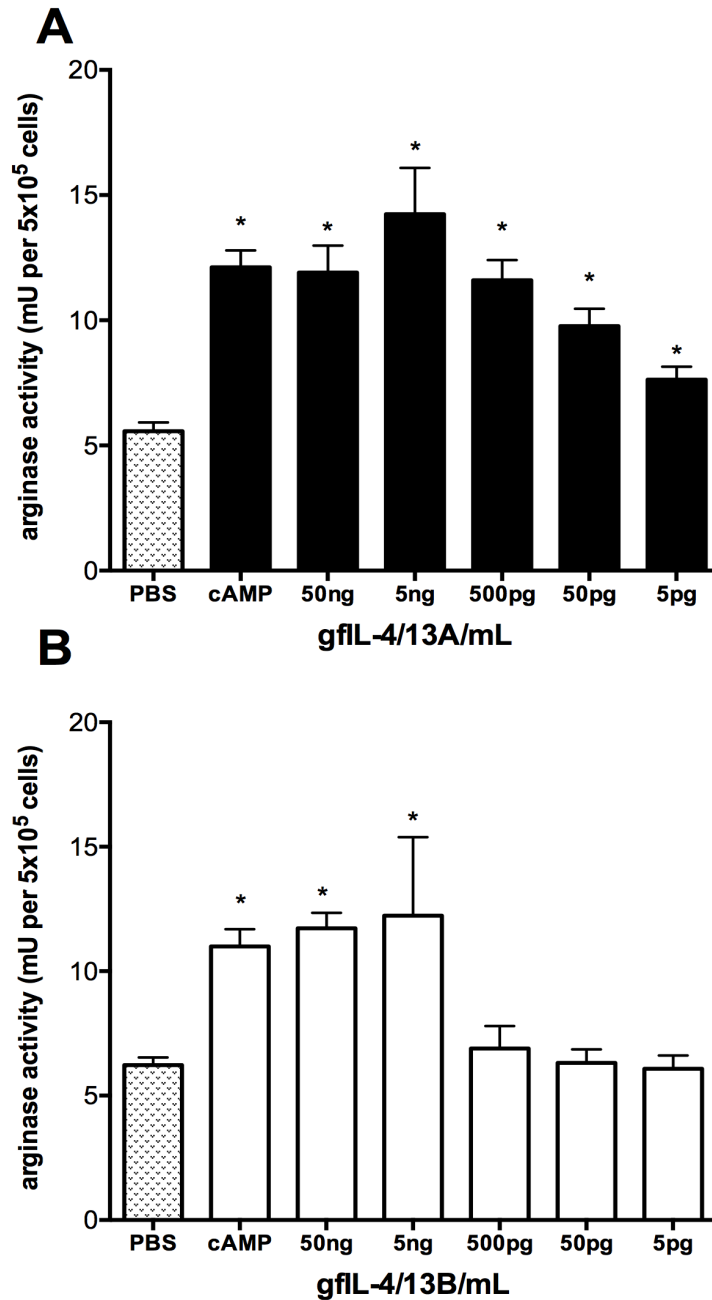 A
arginase activity (mU per 5x10⁵ cells)
20
15
10
5
0
* * * * * *
PBS cAMP 50ng 5ng 500pg 50pg 5pg
gfIL-4/13A/mL
B
arginase activity (mU per 5x10⁵ cells)
20
15
10
5
0
* * *
PBS cAMP 50ng 5ng 500pg 50pg 5pg
gfIL-4/13B/mL